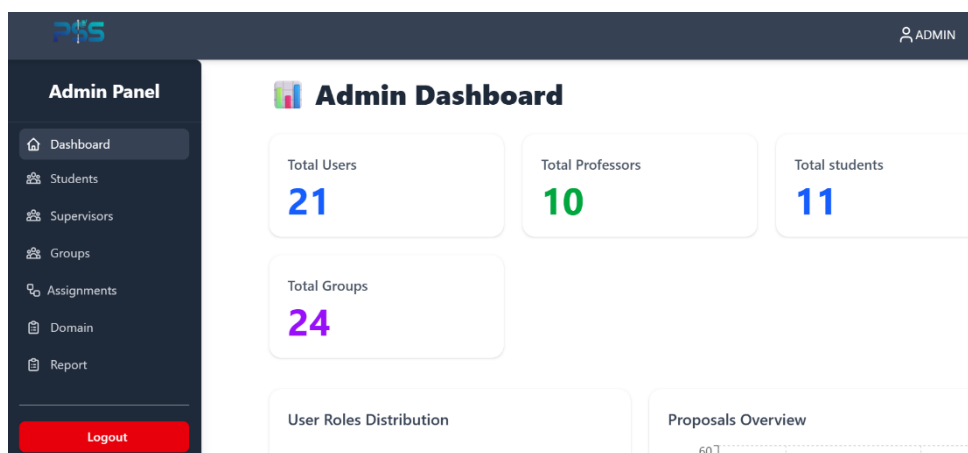 PSS
ADMIN
Admin Panel
Dashboard
Students
Supervisors
Groups
Assignments
Domain
Report
Logout
Admin Dashboard
Total Users
21
Total Professors
10
Total students
11
Total Groups
24
User Roles Distribution
Proposals Overview
60